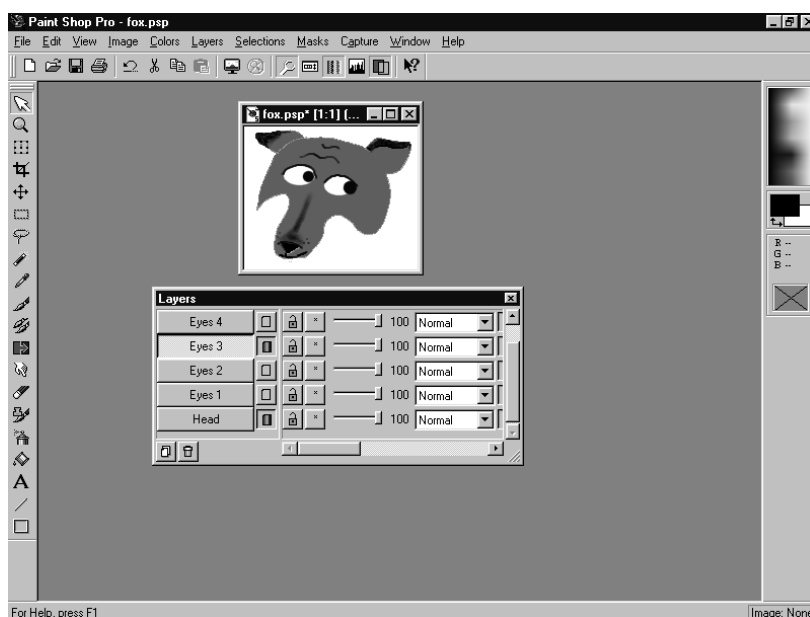 Paint Shop Pro - fox.psp
File Edit View Image Colors Layers Selections Masks Capture Window Help
fox.psp* [1:1] (...
R --
G --
B --
Layers
Eyes 4 100 Normal
Eyes 3 100 Normal
Eyes 2 100 Normal
Eyes 1 100 Normal
Head 100 Normal
A
For Help, press F1
Image: None